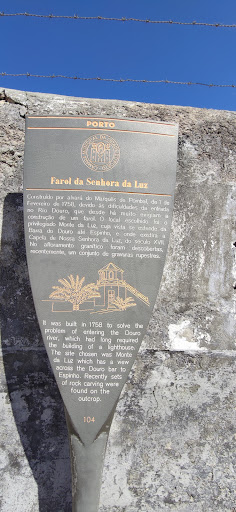 PORTO
Farol da Senhora da Luz
Construído por alvará do Marquês de Pombal, de 1 de
Fevereiro de 1758, devido às dificuldades da entrada
no Rio Douro, que desde há muito exigiam a
construção de um farol. O local escolhido foi o
privilegiado Monte da Luz, cuja vista se estende da
Barra do Douro até Espinho, e onde existira a
Capela de Nossa Senhora da Luz, do século XVII.
No afloramento granítico foram descobertas,
recentemente, um conjunto de gravuras rupestres.
It was built in 1758 to solve the
problem of entering the Douro
river, which had long required
the building of a lighthouse.
The site chosen was Monte
da Luz which has a view
across the Douro bar to
Espinho. Recently sets
of rock carving were
found on the
outcrop.
104